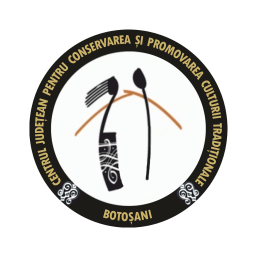 CENTRUL JUDEȚEAN PENTRU CONSERVAREA ȘI PROMOVAREA CULTURII TRADIȚIONALE
BOTOȘANI